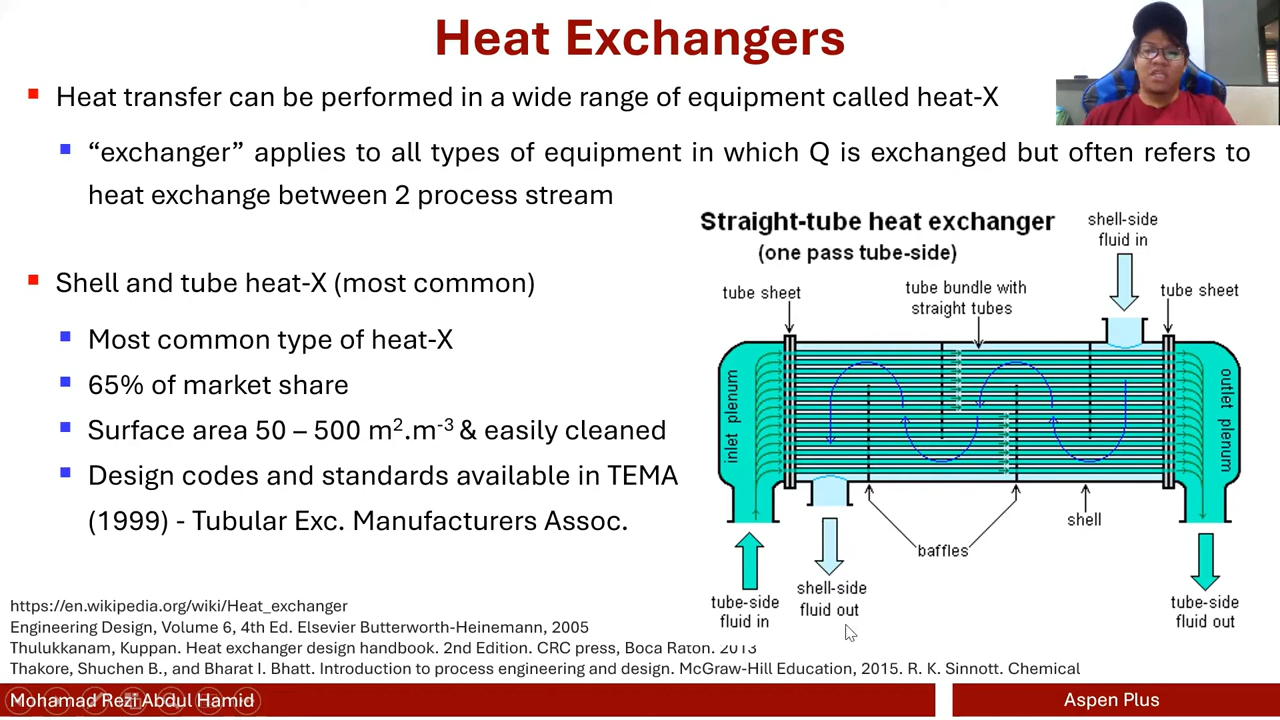 Heat Exchangers
Heat transfer can be performed in a wide range of equipment called heat-X
“exchanger” applies to all types of equipment in which Q is exchanged but often refers to
heat exchange between 2 process stream
Shell and tube heat-X (most common)
Most common type of heat-X
65% of market share
Surface area 50 – 500 m².m⁻³ & easily cleaned
Design codes and standards available in TEMA
(1999) - Tubular Exc. Manufacturers Assoc.
Straight-tube heat exchanger
(one pass tube-side)
shell-side
fluid in
tube sheet
tube bundle with
straight tubes
tube sheet
inlet plenum
outlet plenum
shell
baffles
shell-side
fluid out
tube-side
fluid in
tube-side
fluid out
https://en.wikipedia.org/wiki/Heat_exchanger
Engineering Design, Volume 6, 4th Ed. Elsevier Butterworth-Heinemann, 2005
Thulukkanam, Kuppan. Heat exchanger design handbook. 2nd Edition. CRC press, Boca Raton. 2013
Thakore, Shuchen B., and Bharat I. Bhatt. Introduction to process engineering and design. McGraw-Hill Education, 2015. R. K. Sinnott. Chemical
Mohamad Rezi Abdul Hamid
Aspen Plus